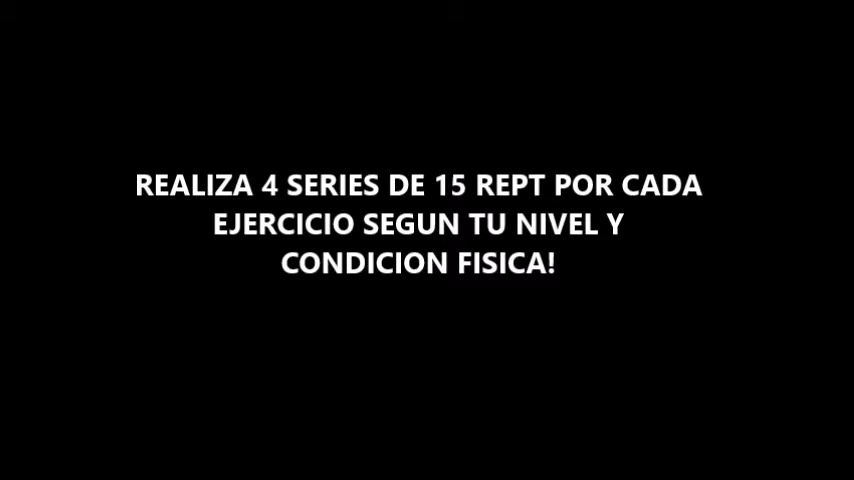 REALIZA 4 SERIES DE 15 REPT POR CADA
EJERCICIO SEGUN TU NIVEL Y
CONDICION FISICA!